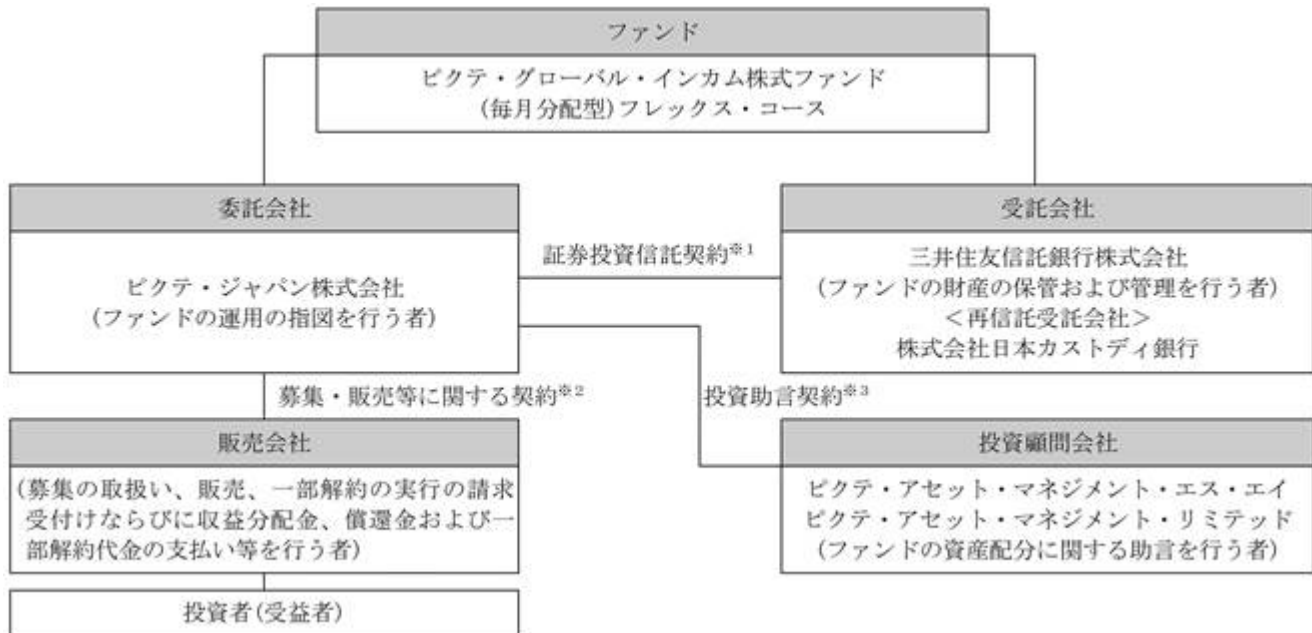 ファンド
ピクテ・グローバル・インカム株式ファンド
(毎月分配型)フレックス・コース
委託会社
ピクテ・ジャパン株式会社
(ファンドの運用の指図を行う者)
証券投資信託契約※1
受託会社
三井住友信託銀行株式会社
(ファンドの財産の保管および管理を行う者)
<再信託受託会社>
株式会社日本カストディ銀行
募集・販売等に関する契約※2
投資助言契約※3
販売会社
(募集の取扱い、販売、一部解約の実行の請求
受付けならびに収益分配金、償還金および一
部解約代金の支払い等を行う者)
投資顧問会社
ピクテ・アセット・マネジメント・エス・エイ
ピクテ・アセット・マネジメント・リミテッド
(ファンドの資産配分に関する助言を行う者)
投資者(受益者)